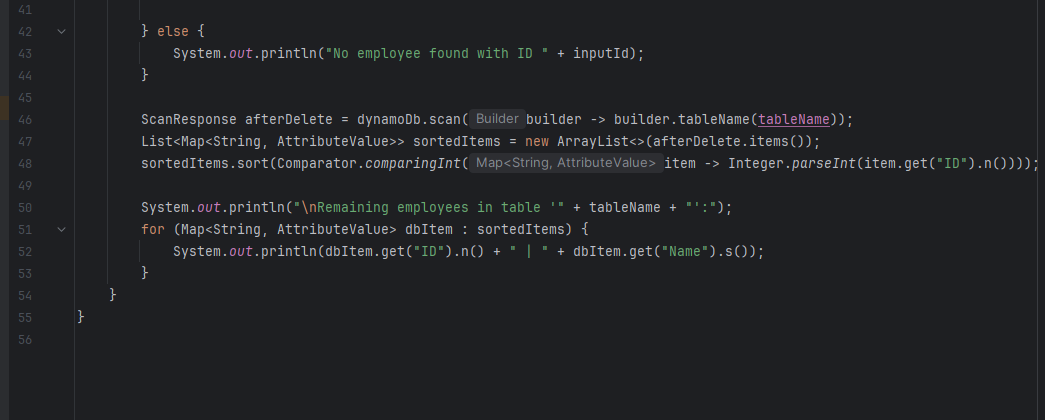 41
42 } else {
43 System.out.println("No employee found with ID " + inputId);
44 }
45
46 ScanResponse afterDelete = dynamoDb.scan( Builder builder -> builder.tableName(tableName));
47 List<Map<String, AttributeValue>> sortedItems = new ArrayList<>(afterDelete.items());
48 sortedItems.sort(Comparator.comparingInt( Map<String, AttributeValue> item -> Integer.parseInt(item.get("ID").n())));
49
50 System.out.println("\nRemaining employees in table '" + tableName + "':");
51 for (Map<String, AttributeValue> dbItem : sortedItems) {
52 System.out.println(dbItem.get("ID").n() + " | " + dbItem.get("Name").s());
53 }
54 }
55 }
56